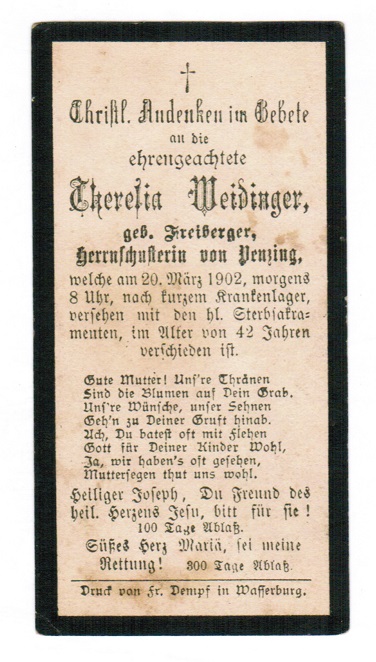 Christl. Andenken im Gebete
an die
ehrengeachtete
Theresia Weidinger,
geb. Freiberger,
Herrnschusterin von Penzing,
welche am 20. März 1902, morgens
8 Uhr, nach kurzem Krankenlager,
versehen mit den hl. Sterbsakra-
menten, im Alter von 42 Jahren
verschieden ist.
Gute Mutter! Uns're Thränen
Sind die Blumen auf Dein Grab.
Uns're Wünsche, unser Sehnen
Geh'n zu Deiner Gruft hinab.
Ach, Du batest oft mit Flehen
Gott für Deiner Kinder Wohl,
Ja, wir haben's oft gesehen,
Muttersegen thut uns wohl.
Heiliger Joseph, Du Freund des
heil. Herzens Jesu, bitt für sie!
100 Tage Ablaß.
Süßes Herz Mariä, sei meine
Rettung! 300 Tage Ablaß.
Druck von Fr. Dempf in Wasserburg.